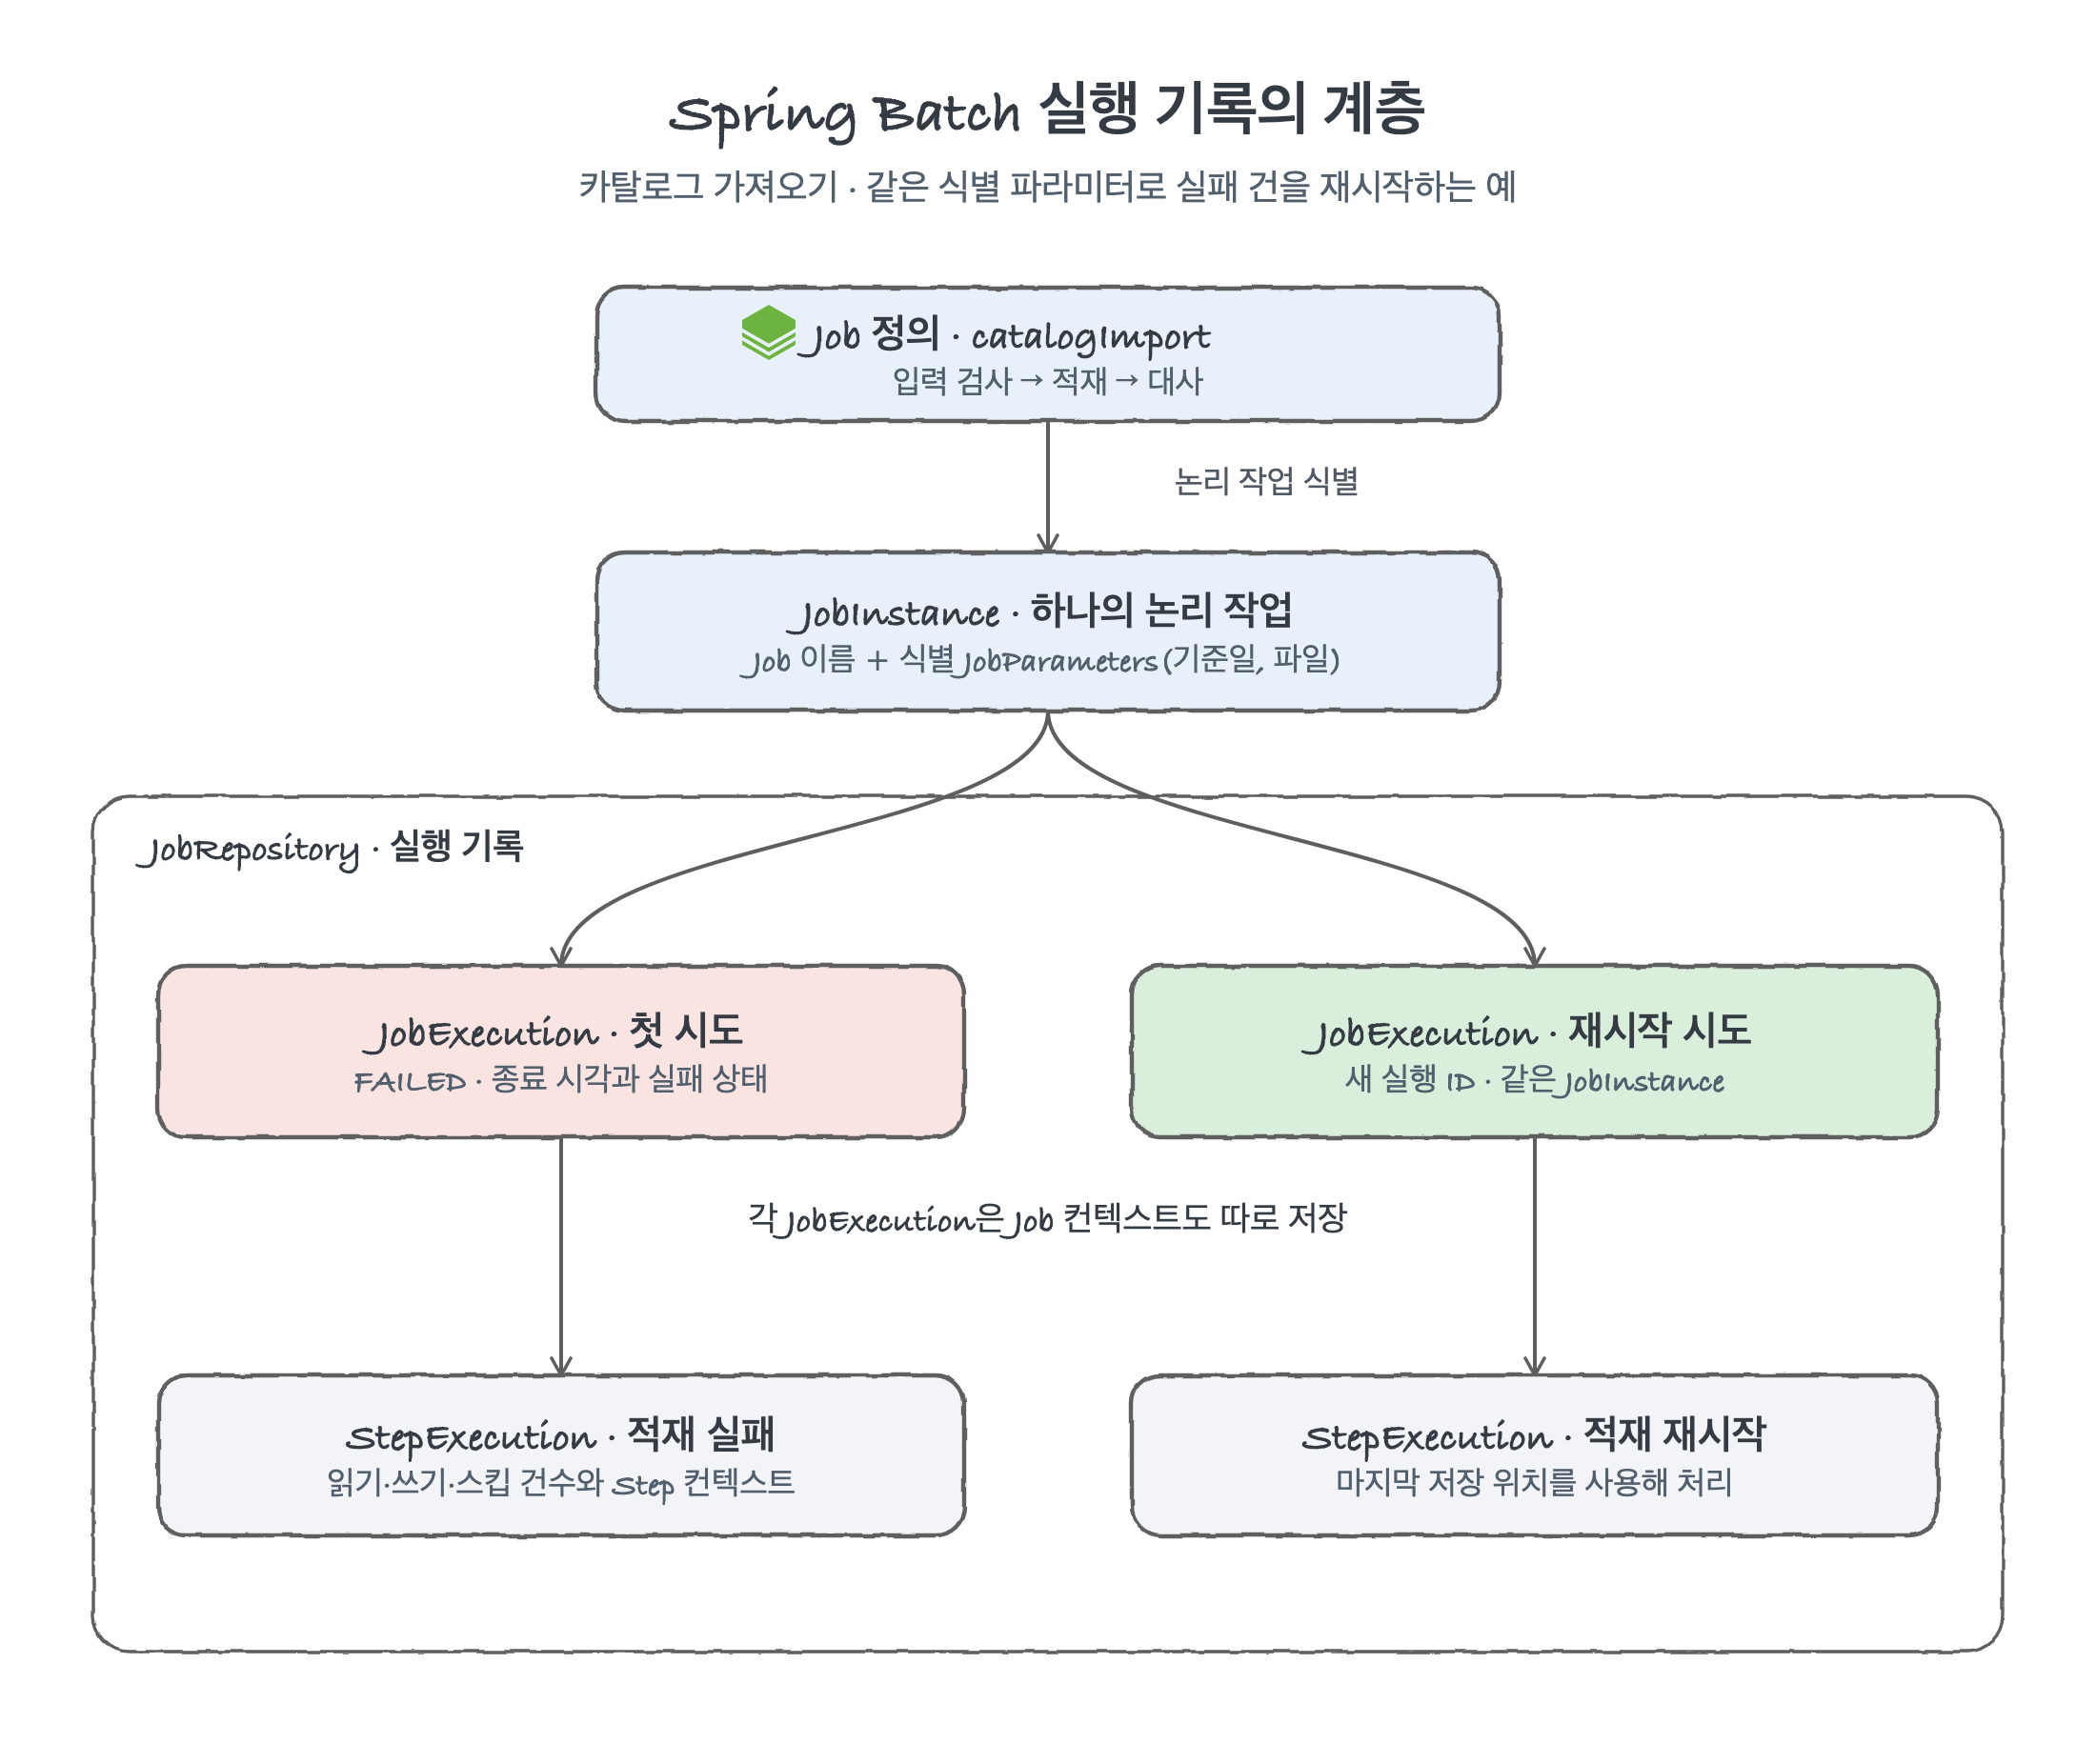 Spring Batch 실행 기록의 계층
카탈로그 가져오기 · 같은 식별 파라미터로 실패 건을 재시작하는 예
Job 정의 · catalogImport
입력 검사 → 적재 → 대사
논리 작업 식별
JobInstance · 하나의 논리 작업
Job 이름 + 식별 JobParameters(기준일, 파일)
JobRepository · 실행 기록
JobExecution · 첫 시도
FAILED · 종료 시각과 실패 상태
JobExecution · 재시작 시도
새 실행 ID · 같은 JobInstance
각 JobExecution은 Job 컨텍스트도 따로 저장
StepExecution · 적재 실패
읽기·쓰기·스킵 건수와 Step 컨텍스트
StepExecution · 적재 재시작
마지막 저장 위치를 사용해 처리